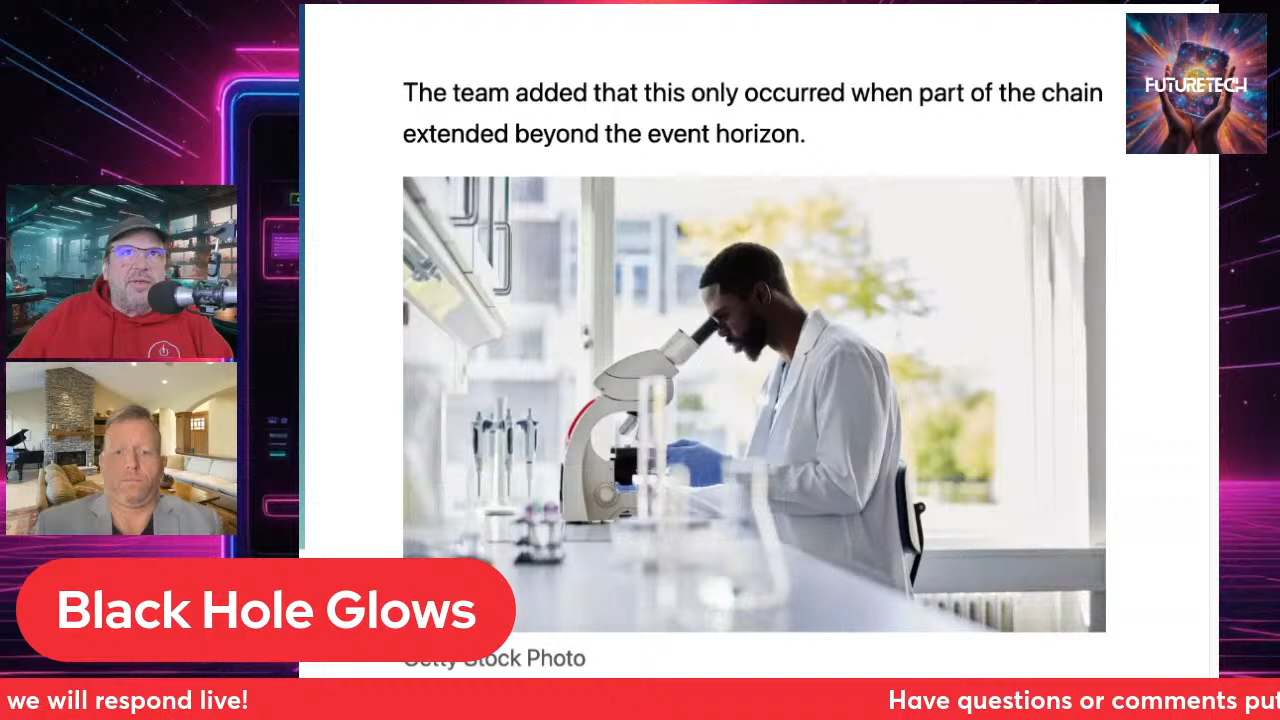 The team added that this only occurred when part of the chain
extended beyond the event horizon.
FUTURETECH
Black Hole Glows
Getty Stock Photo
we will respond live!
Have questions or comments put